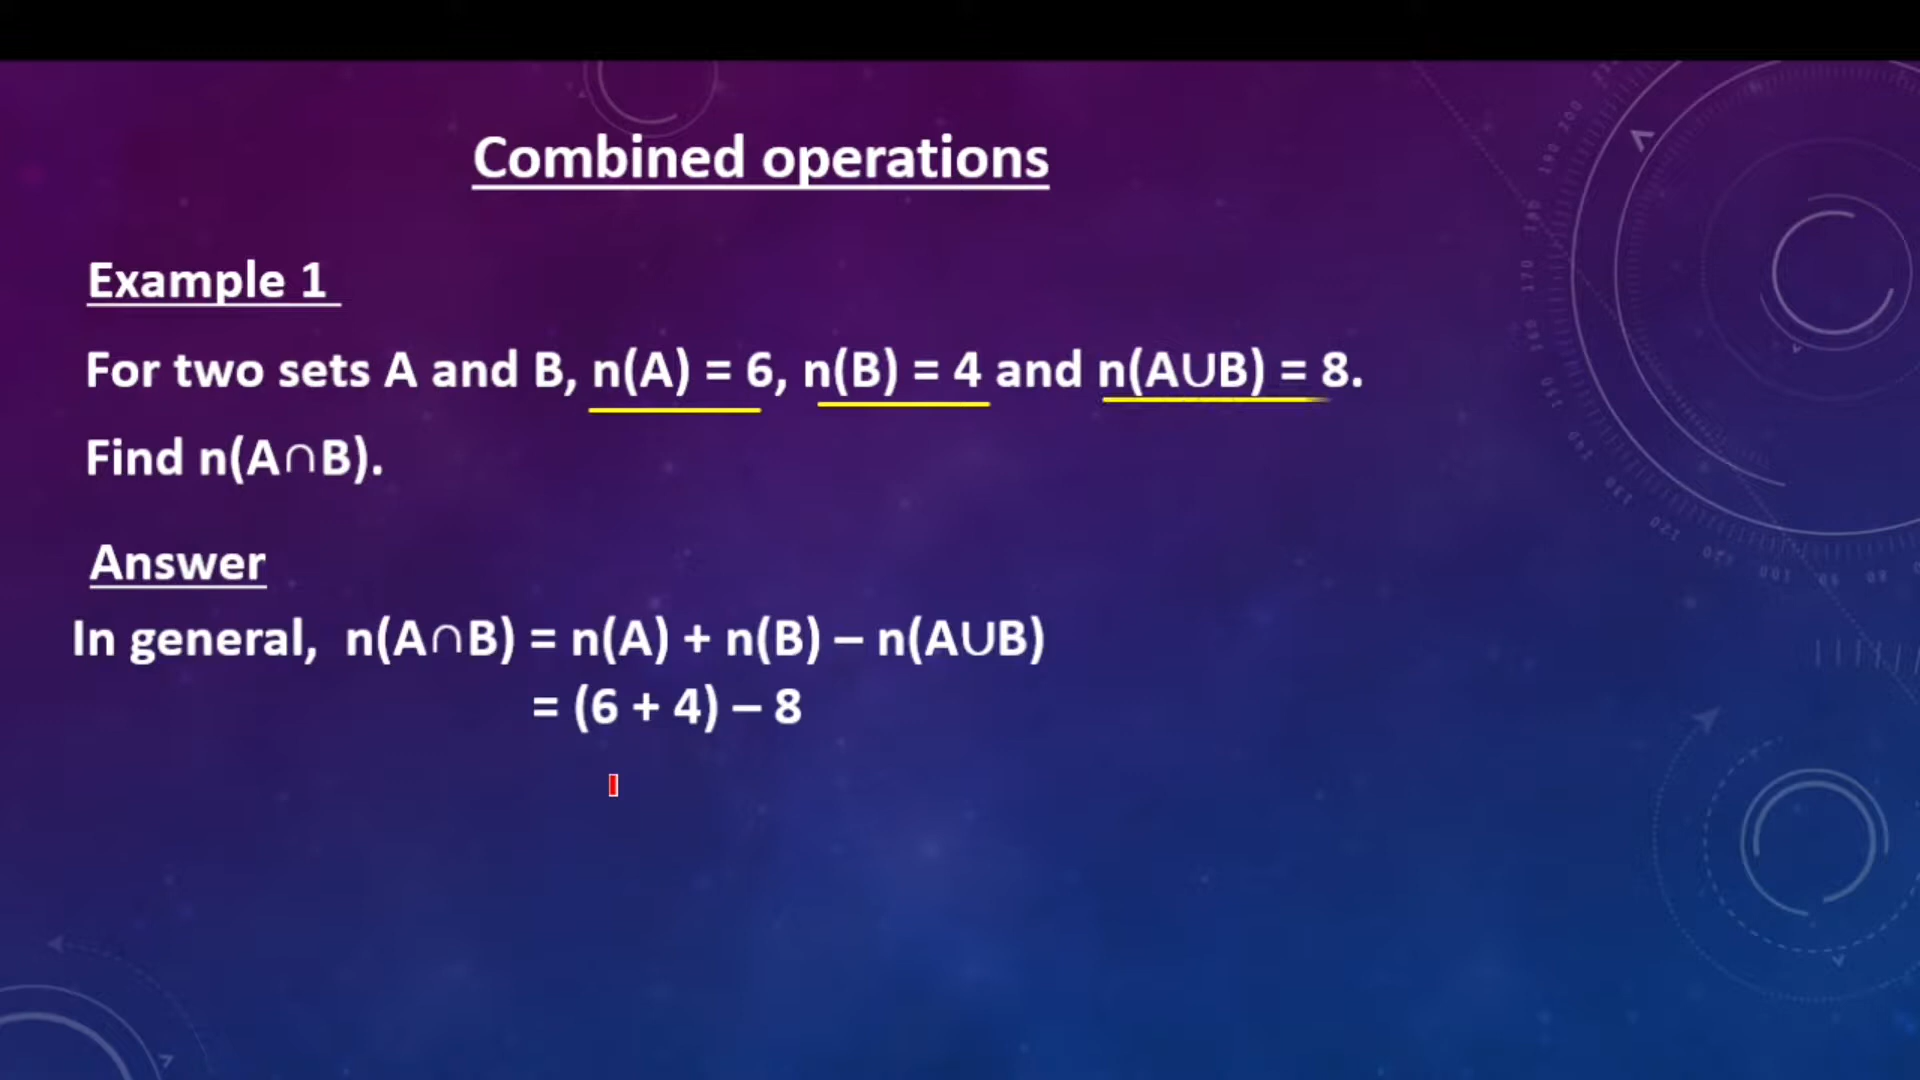 Combined operations
Example 1
For two sets A and B, n(A) = 6, n(B) = 4 and n(A∪B) = 8.
Find n(A∩B).
Answer
In general, n(A∩B) = n(A) + n(B) – n(A∪B)
= (6 + 4) – 8